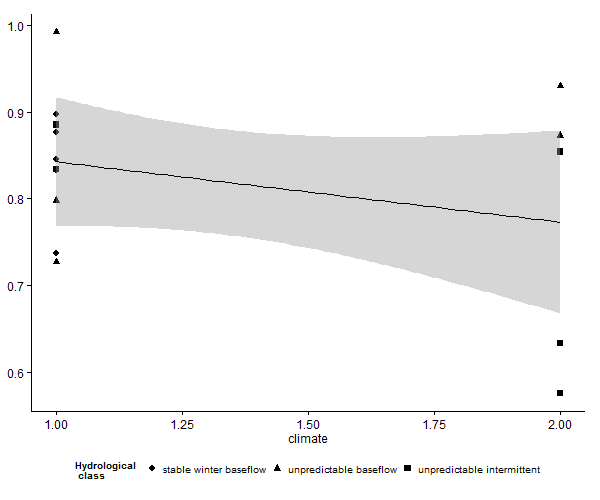 1.0
0.9
0.8
0.7
0.6
1.00 1.25 1.50 1.75 2.00
climate
Hydrological
class
stable winter baseflow unpredictable baseflow unpredictable intermittent